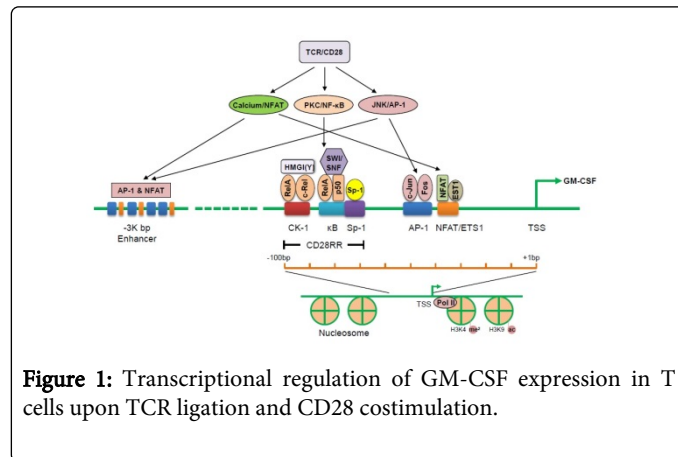 TCR/CD28
Calcium/NFAT PKC/NF-κB JNK/AP-1
SWI/
SNF
HMGI(Y)
AP-1 & NFAT RelA c-Rel RelA p50 Sp-1 c-Jun Fos NFAT EST1 GM-CSF
-3K bp
Enhancer
CK-1 κB Sp-1 AP-1 NFAT/ETS1 TSS
CD28RR
-100bp +1bp
TSS Pol II
Nucleosome H3K4 me³ H3K9 ac
Figure 1: Transcriptional regulation of GM-CSF expression in T
cells upon TCR ligation and CD28 costimulation.